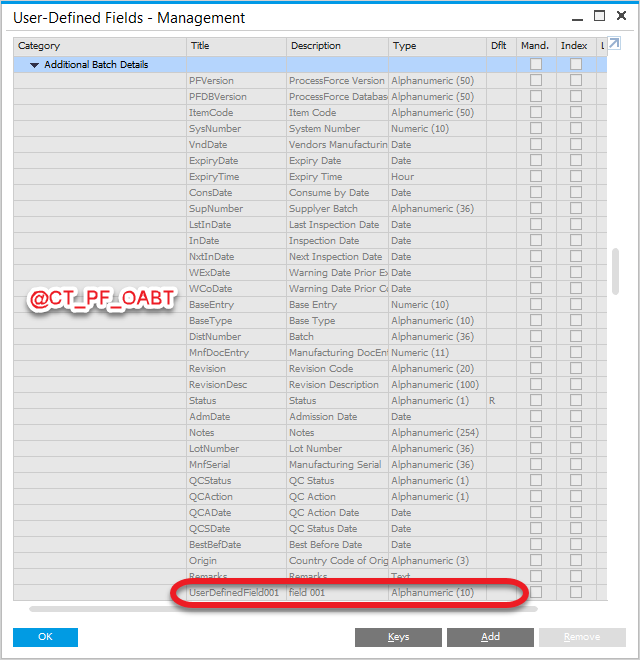 User-Defined Fields - Management
Category Title Description Type Dflt Mand. Index
Additional Batch Details
PFVersion ProcessForce Version Alphanumeric (50)
PFDBVersion ProcessForce Database Alphanumeric (50)
ItemCode Item Code Alphanumeric (50)
SysNumber System Number Numeric (10)
VndDate Vendors Manufacturin Date
ExpiryDate Expiry Date Date
ExpiryTime Expiry Time Hour
ConsDate Consume by Date Date
SupNumber Supplyer Batch Alphanumeric (36)
LstInDate Last Inspection Date Date
InDate Inspection Date Date
NxtInDate Next Inspection Date Date
WExDate Warning Date Prior Ex Date
WCoDate Warning Date Prior Co Date
@CT_PF_OABT
BaseEntry Base Entry Numeric (10)
BaseType Base Type Alphanumeric (10)
DistNumber Batch Alphanumeric (36)
MnfDocEntry Manufacturing DocEnt Numeric (11)
Revision Revision Code Alphanumeric (20)
RevisionDesc Revision Description Alphanumeric (100)
Status Status Alphanumeric (1) R
AdmDate Admission Date Date
Notes Notes Alphanumeric (254)
LotNumber Lot Number Alphanumeric (36)
MnfSerial Manufacturing Serial Alphanumeric (36)
QCStatus QC Status Alphanumeric (1)
QCAction QC Action Alphanumeric (1)
QCADate QC Action Date Date
QCSDate QC Status Date Date
BestBefDate Best Before Date Date
Origin Country Code of Orig Alphanumeric (3)
Remarks Remarks Text
UserDefinedField001 field 001 Alphanumeric (10)
OK Keys Add Remove